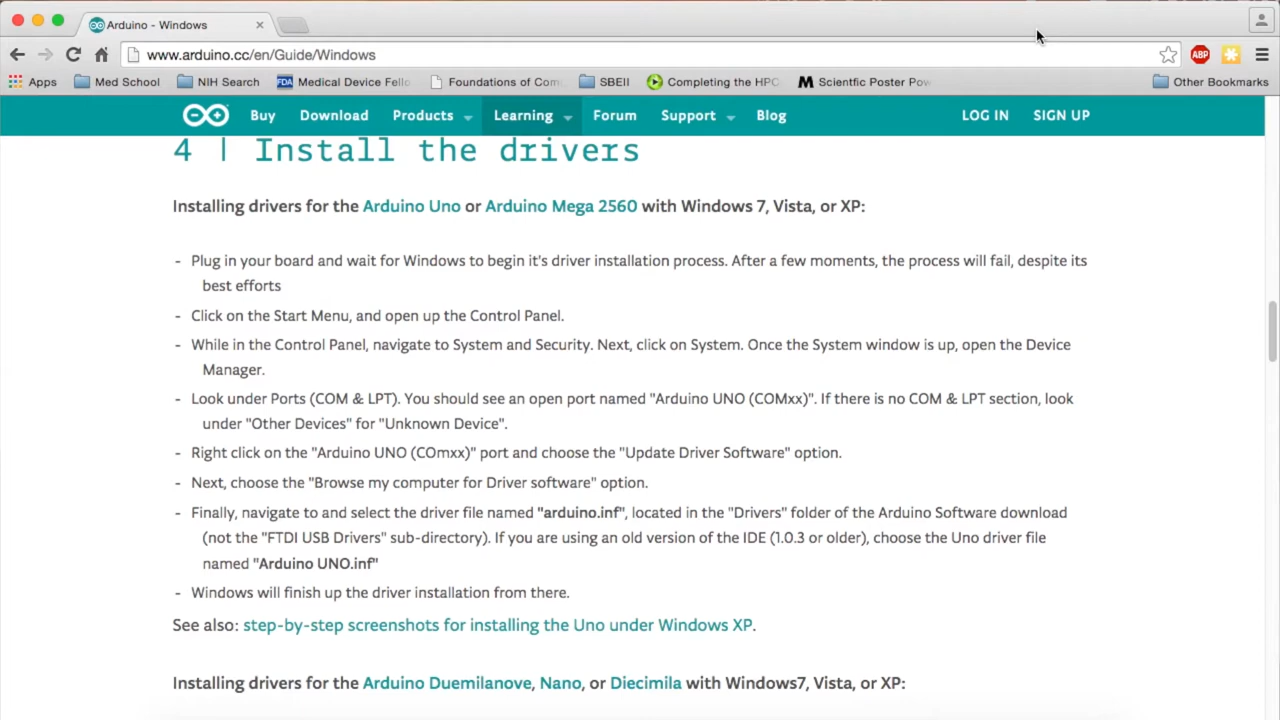 Arduino - Windows
www.arduino.cc/en/Guide/Windows
ABP
Apps Med School NIH Search FDA Medical Device Fello Foundations of Com SBEII Completing the HPC M Scienfic Poster Pow Other Bookmarks
Buy Download Products Learning Forum Support Blog LOG IN SIGN UP
4 | Install the drivers
Installing drivers for the Arduino Uno or Arduino Mega 2560 with Windows 7, Vista, or XP:
- Plug in your board and wait for Windows to begin it's driver installation process. After a few moments, the process will fail, despite its
best efforts
- Click on the Start Menu, and open up the Control Panel.
- While in the Control Panel, navigate to System and Security. Next, click on System. Once the System window is up, open the Device
Manager.
- Look under Ports (COM & LPT). You should see an open port named "Arduino UNO (COMxx)". If there is no COM & LPT section, look
under "Other Devices" for "Unknown Device".
- Right click on the "Arduino UNO (COmxx)" port and choose the "Update Driver Software" option.
- Next, choose the "Browse my computer for Driver software" option.
- Finally, navigate to and select the driver file named "arduino.inf", located in the "Drivers" folder of the Arduino Software download
(not the "FTDI USB Drivers" sub-directory). If you are using an old version of the IDE (1.0.3 or older), choose the Uno driver file
named "Arduino UNO.inf"
- Windows will finish up the driver installation from there.
See also: step-by-step screenshots for installing the Uno under Windows XP.
Installing drivers for the Arduino Duemilanove, Nano, or Diecimila with Windows7, Vista, or XP: